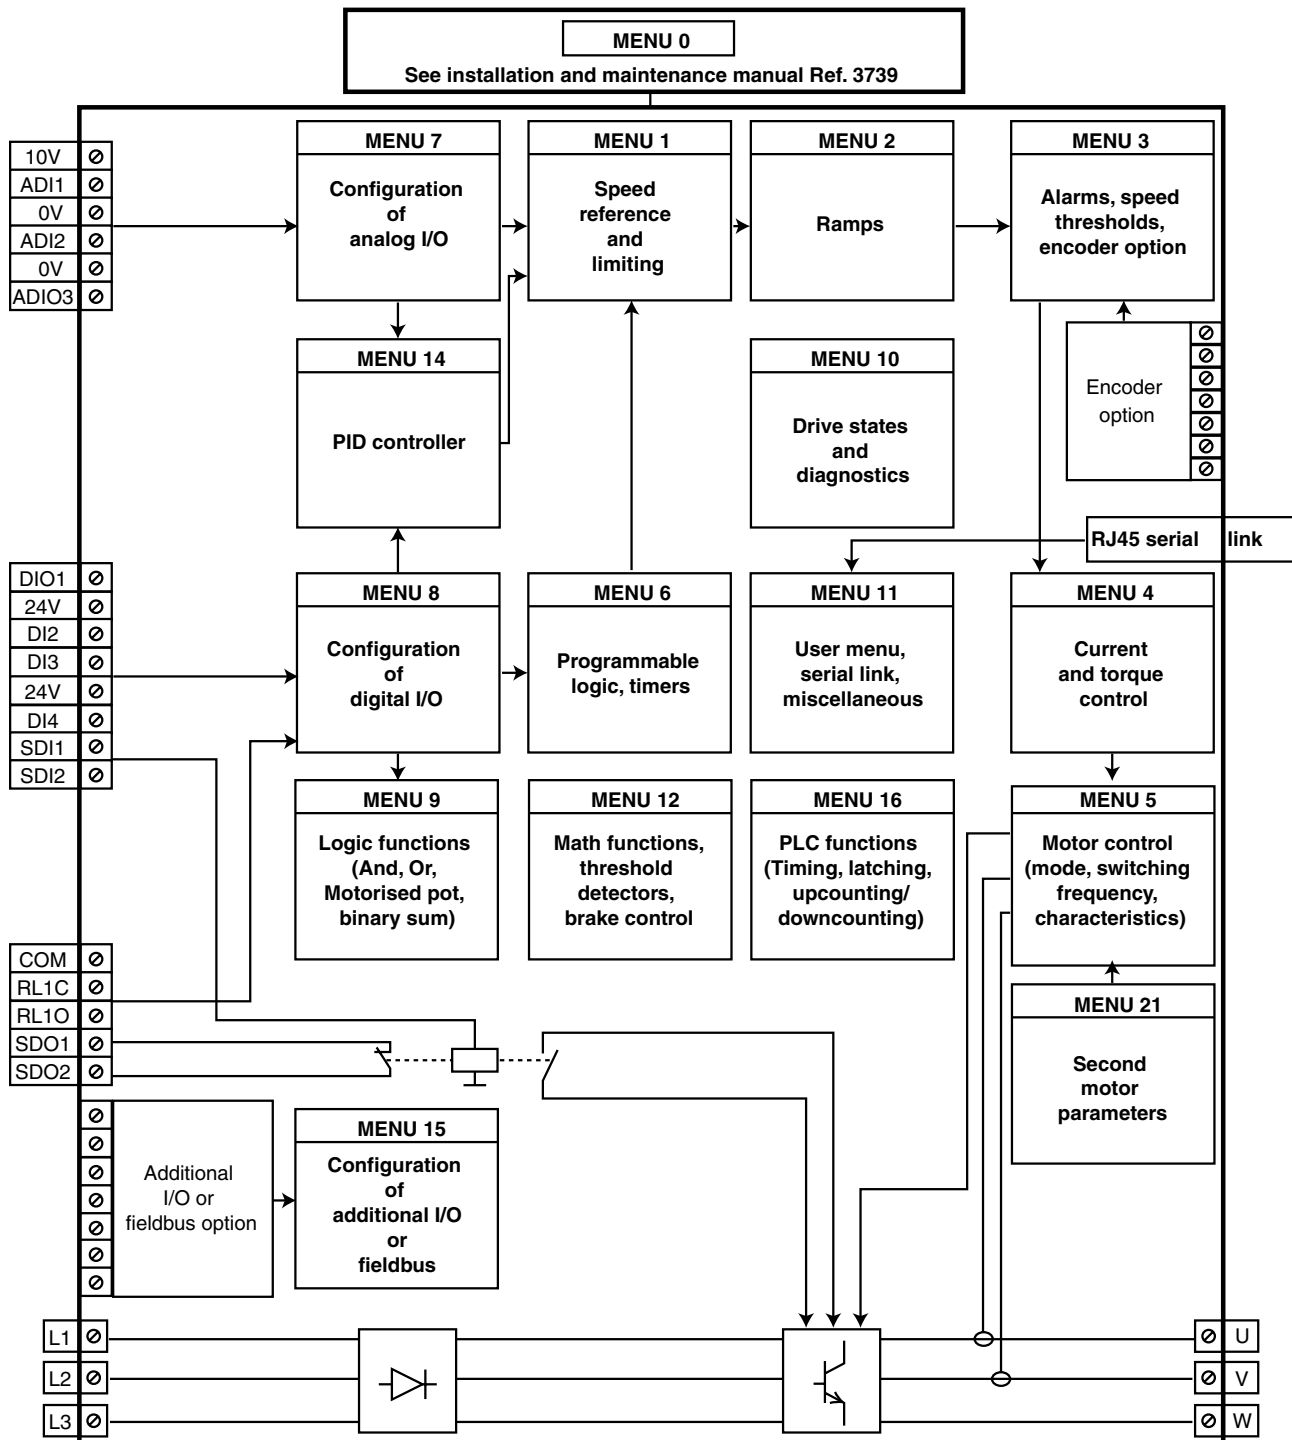 MENU 0
See installation and maintenance manual Ref. 3739
10V
ADI1
0V
ADI2
0V
ADIO3
MENU 7
Configuration
of
analog I/O
MENU 1
Speed
reference
and
limiting
MENU 2
Ramps
MENU 3
Alarms, speed
thresholds,
encoder option
MENU 14
PID controller
MENU 10
Drive states
and
diagnostics
Encoder
option
RJ45 serial link
DIO1
24V
DI2
DI3
24V
DI4
SDI1
SDI2
MENU 8
Configuration
of
digital I/O
MENU 6
Programmable
logic, timers
MENU 11
User menu,
serial link,
miscellaneous
MENU 4
Current
and torque
control
MENU 9
Logic functions
(And, Or,
Motorised pot,
binary sum)
MENU 12
Math functions,
threshold
detectors,
brake control
MENU 16
PLC functions
(Timing, latching,
upcounting/
downcounting)
MENU 5
Motor control
(mode, switching
frequency,
characteristics)
COM
RL1C
RL1O
SDO1
SDO2
MENU 21
Second
motor
parameters
Additional
I/O or
fieldbus option
MENU 15
Configuration
of
additional I/O
or
fieldbus
L1
L2
L3
U
V
W